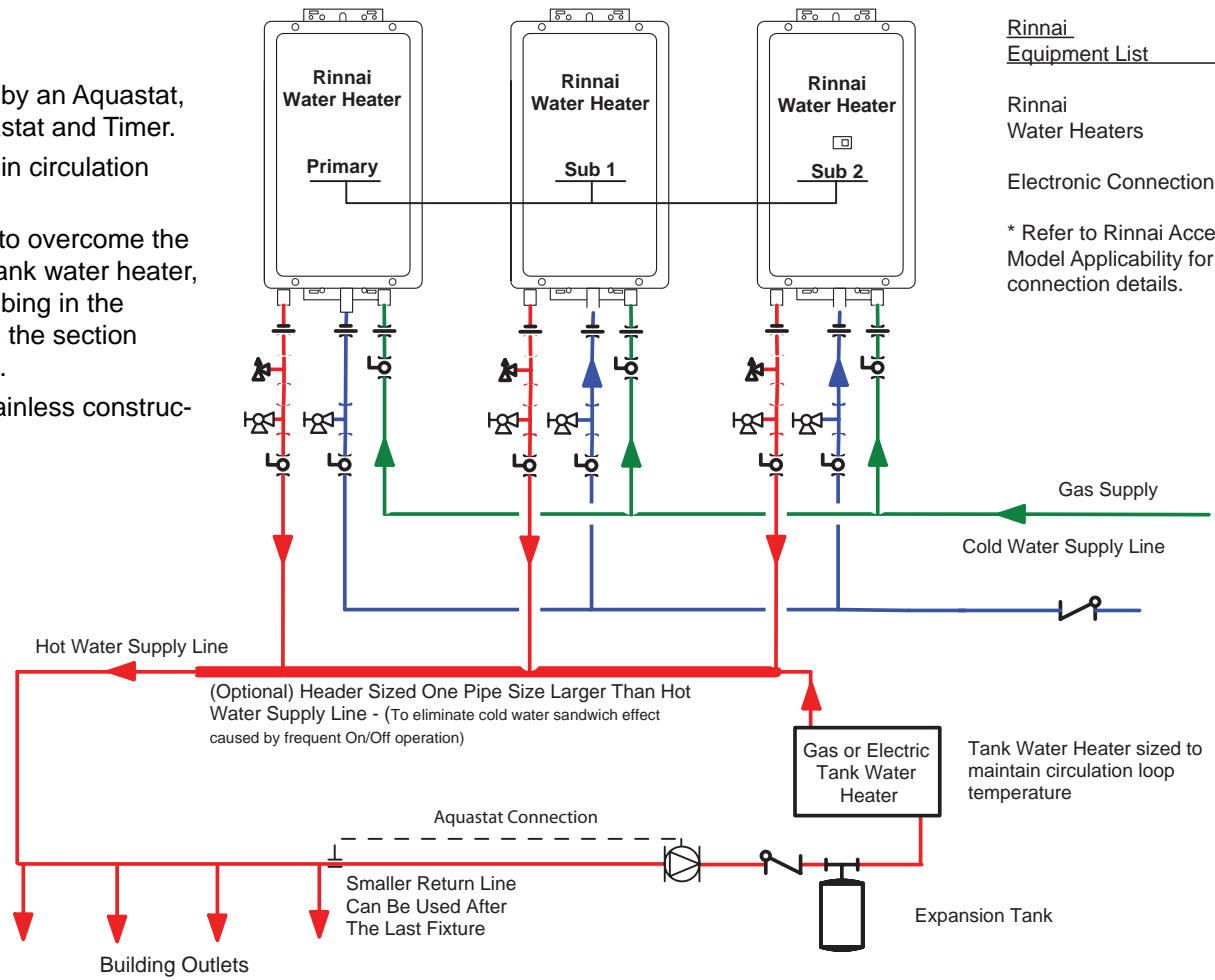 by an Aquastat,
stat and Timer.
in circulation
to overcome the
ank water heater,
bing in the
the section
.
ainless construc-
Rinnai
Water Heater
Primary
Rinnai
Water Heater
Sub 1
Rinnai
Water Heater
Sub 2
Rinnai
Equipment List
Rinnai
Water Heaters
Electronic Connection
* Refer to Rinnai Acce
Model Applicability for
connection details.
Gas Supply
Cold Water Supply Line
Hot Water Supply Line
(Optional) Header Sized One Pipe Size Larger Than Hot
Water Supply Line - (To eliminate cold water sandwich effect
caused by frequent On/Off operation)
Gas or Electric
Tank Water
Heater
Tank Water Heater sized to
maintain circulation loop
temperature
Aquastat Connection
Smaller Return Line
Can Be Used After
The Last Fixture
Expansion Tank
Building Outlets